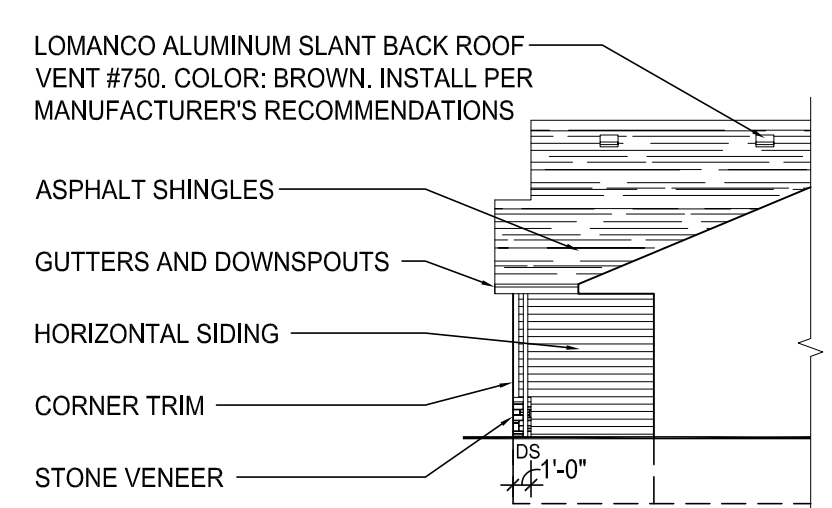 LOMANCO ALUMINUM SLANT BACK ROOF
VENT #750. COLOR: BROWN. INSTALL PER
MANUFACTURER'S RECOMMENDATIONS
ASPHALT SHINGLES
GUTTERS AND DOWNSPOUTS
HORIZONTAL SIDING
CORNER TRIM
STONE VENEER
DS
1'-0"